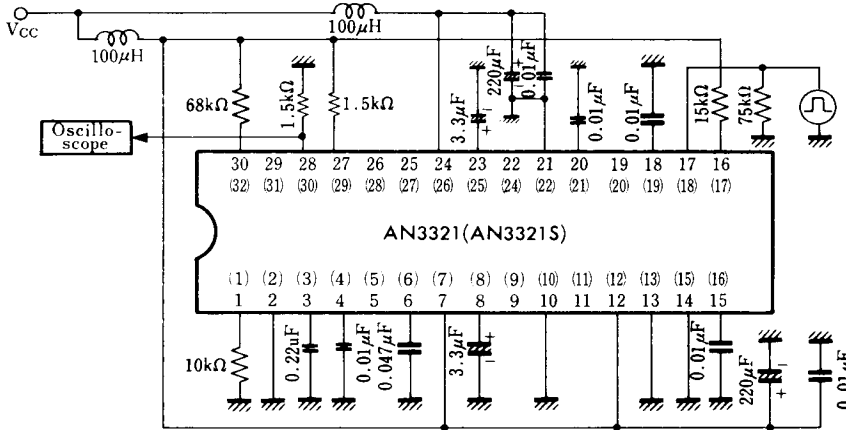 Vcc
100μH
100μH
68kΩ
1.5kΩ
1.5kΩ
3.3μF
+
−
220μF
+
0.01μF
0.01μF
0.01μF
15kΩ
75kΩ
Oscillo-
scope
30 29 28 27 26 25 24 23 22 21 20 19 18 17 16
(32) (31) (30) (29) (28) (27) (26) (25) (24) (22) (21) (20) (19) (18) (17)
AN3321(AN3321S)
(1) (2) (3) (4) (5) (6) (7) (8) (9) (10) (11) (12) (13) (15) (16)
1 2 3 4 5 6 7 8 9 10 11 12 13 14 15
10kΩ
0.22uF
0.01μF
0.047μF
3.3μF
+
−
0.01μF
220μF
−
+
0.01μF